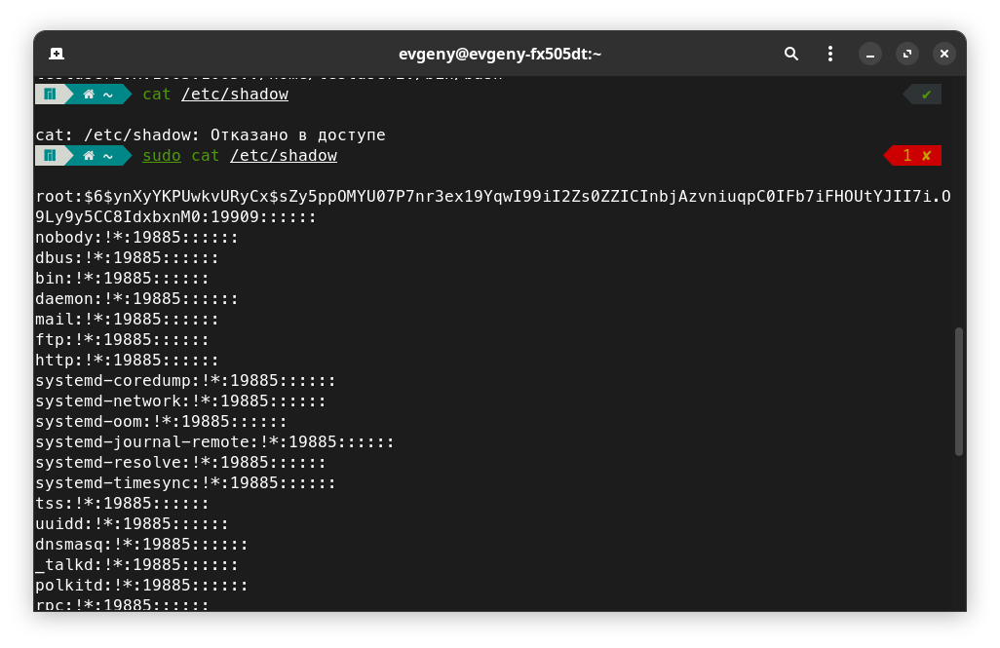 evgeny@evgeny-fx505dt:~
~ cat /etc/shadow ✔
cat: /etc/shadow: Отказано в доступе
~ sudo cat /etc/shadow 1 ✘
root:$6$ynXyYKPUwkvURyCx$sZy5ppOMYU07P7nr3ex19YqwI99iI2Zs0ZZICInbjAzvniuqpC0IFb7iFHOUtYJII7i.O
9Ly9y5CC8IdxbxnM0:19909::::::
nobody:!*:19885::::::
dbus:!*:19885::::::
bin:!*:19885::::::
daemon:!*:19885::::::
mail:!*:19885::::::
ftp:!*:19885::::::
http:!*:19885::::::
systemd-coredump:!*:19885::::::
systemd-network:!*:19885::::::
systemd-oom:!*:19885::::::
systemd-journal-remote:!*:19885::::::
systemd-resolve:!*:19885::::::
systemd-timesync:!*:19885::::::
tss:!*:19885::::::
uuidd:!*:19885::::::
dnsmasq:!*:19885::::::
_talkd:!*:19885::::::
polkitd:!*:19885::::::
rpc:!*:19885::::::